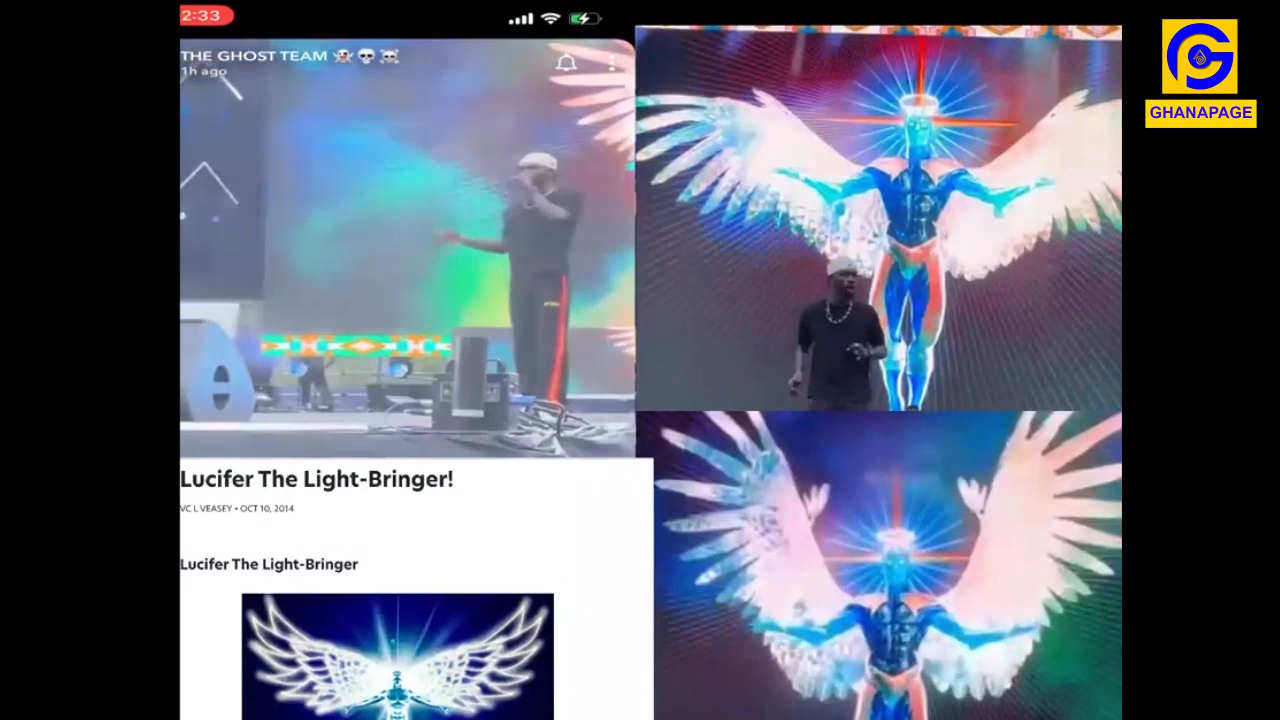 2:33
THE GHOST TEAM 👻💀☠️
1h ago
GHANAPAGE
Lucifer The Light-Bringer!
VC L VEASEY • OCT 10, 2014
Lucifer The Light-Bringer